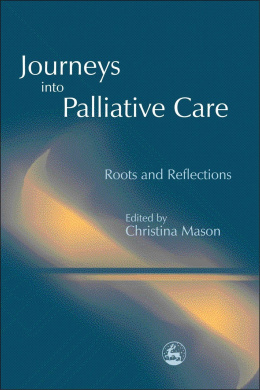 Journeys
into
Palliative Care
Roots and Reflections
Edited by
Christina Mason